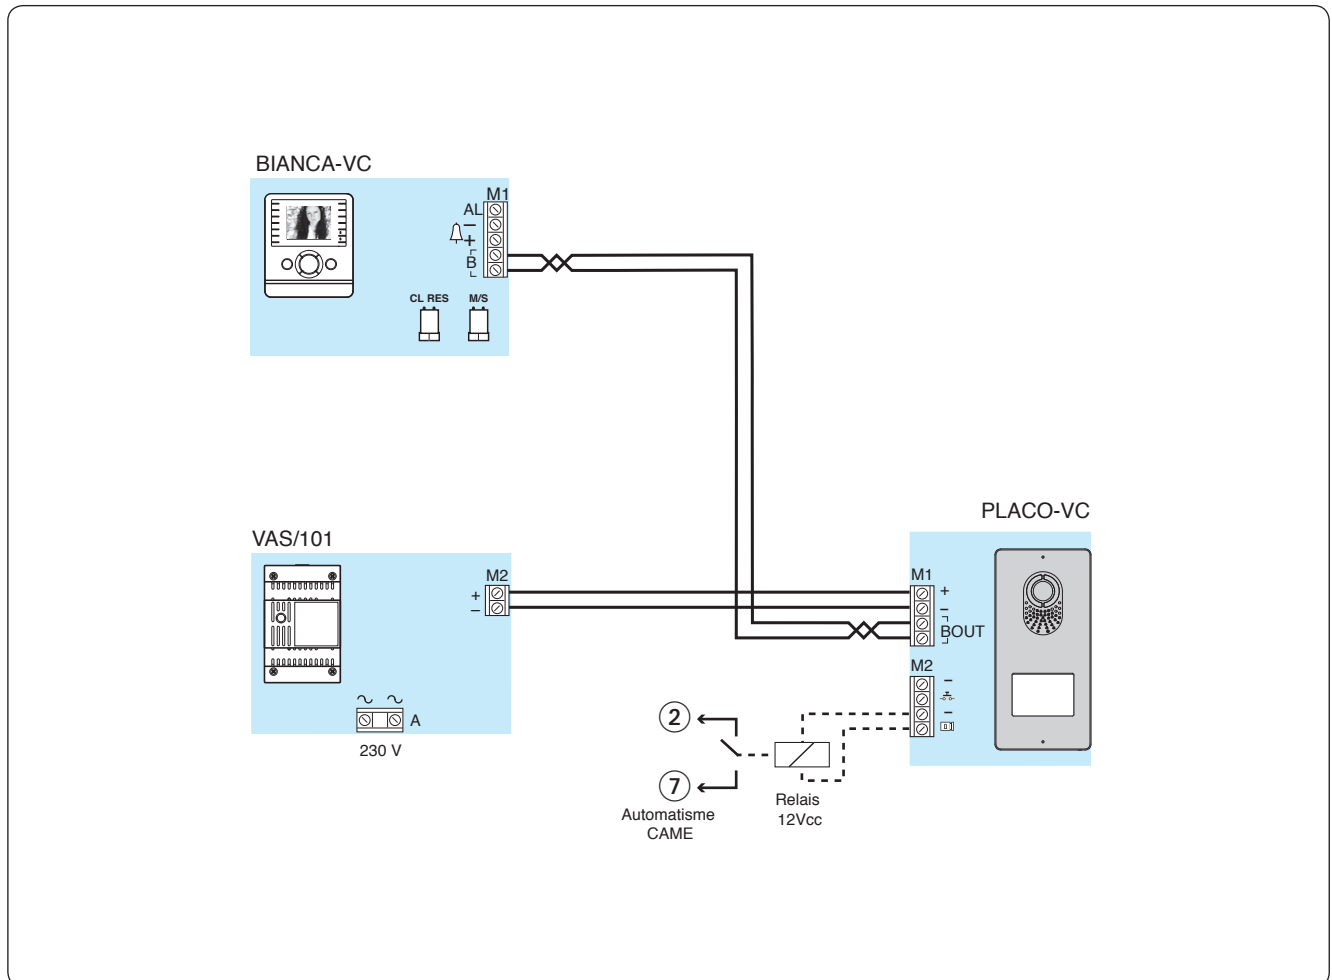 BIANCA-VC
M1
AL
–
+
B
CL RES
M/S
VAS/101
M2
+
–
A
230 V
PLACO-VC
M1
+
–
BOUT
M2
–
–
2
7
Automatisme
CAME
Relais
12Vcc